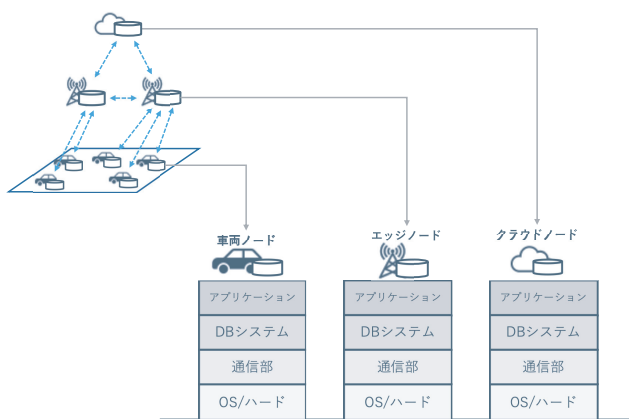 車両ノード
エッジノード
クラウドノード
アプリケーション
アプリケーション
アプリケーション
DBシステム
DBシステム
DBシステム
通信部
通信部
通信部
OS/ハード
OS/ハード
OS/ハード